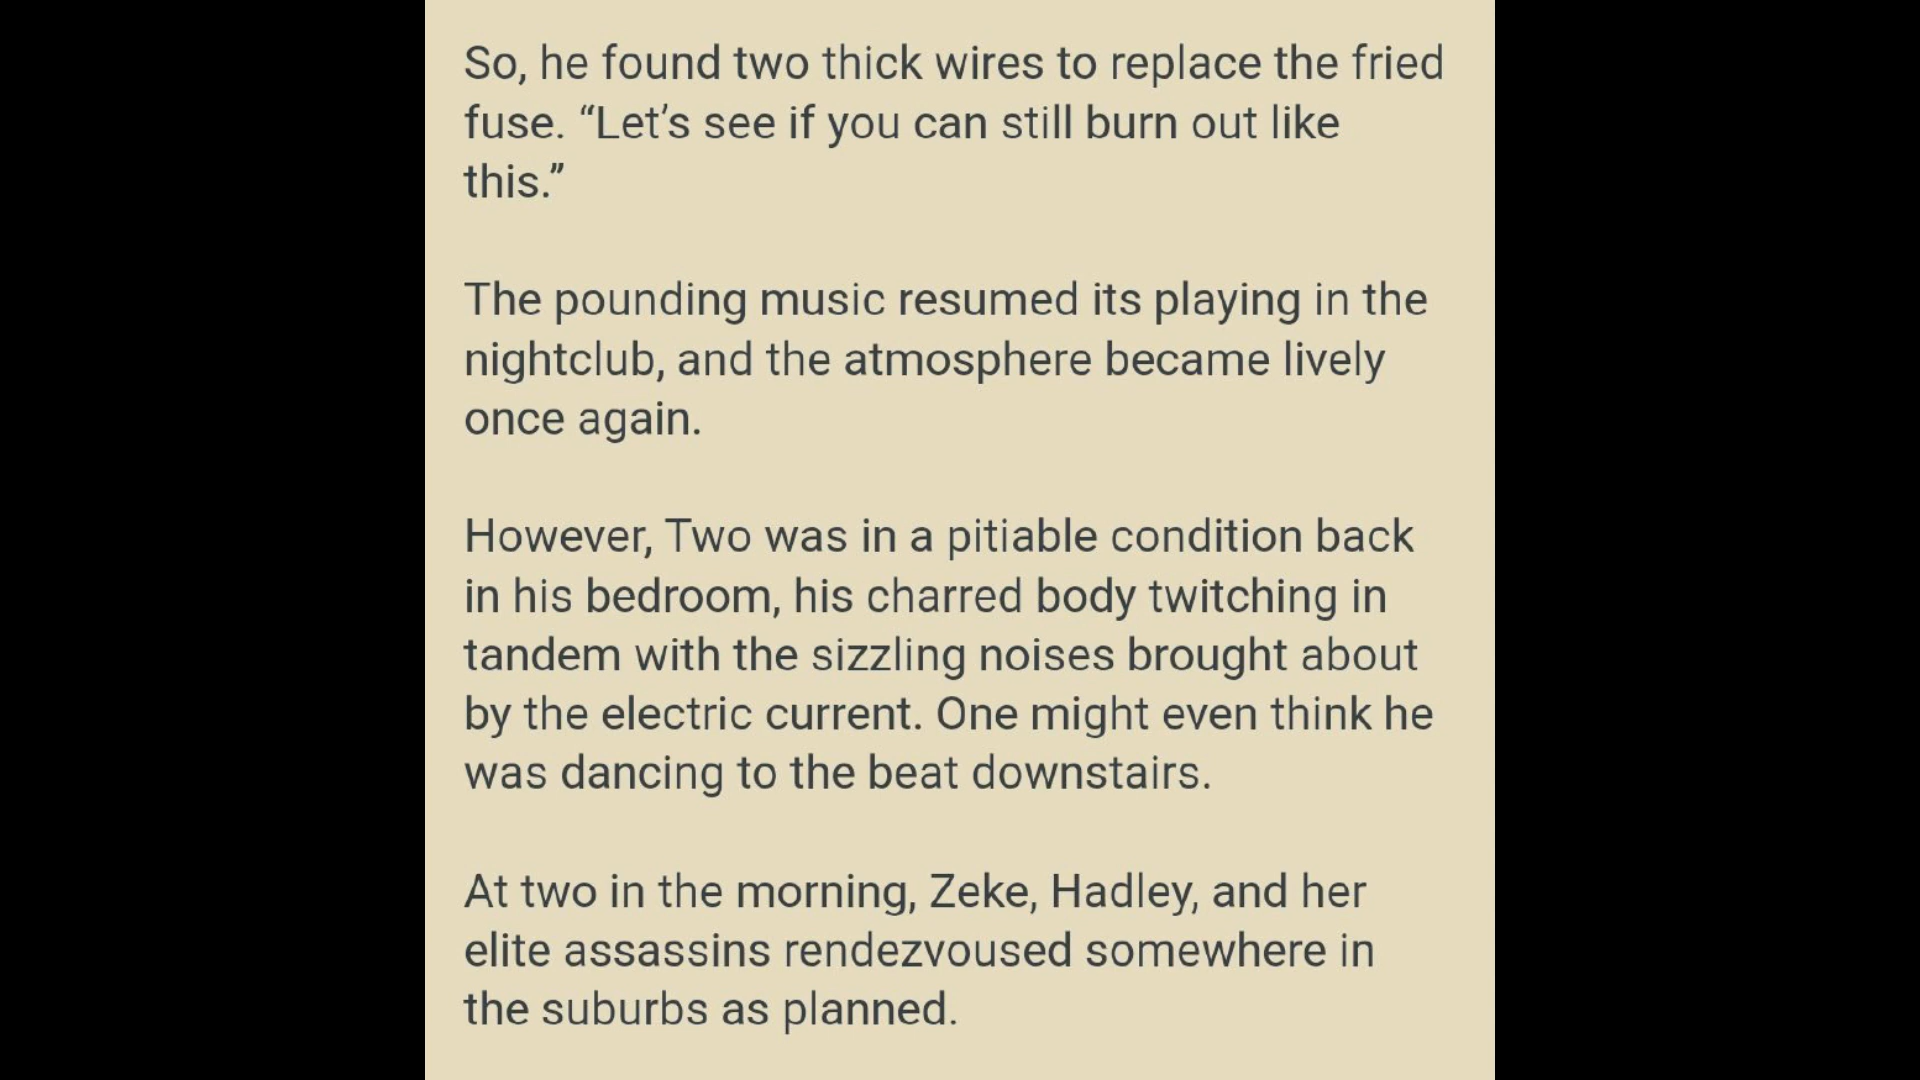 So, he found two thick wires to replace the fried
fuse. “Let’s see if you can still burn out like
this.”
The pounding music resumed its playing in the
nightclub, and the atmosphere became lively
once again.
However, Two was in a pitiable condition back
in his bedroom, his charred body twitching in
tandem with the sizzling noises brought about
by the electric current. One might even think he
was dancing to the beat downstairs.
At two in the morning, Zeke, Hadley, and her
elite assassins rendezvoused somewhere in
the suburbs as planned.